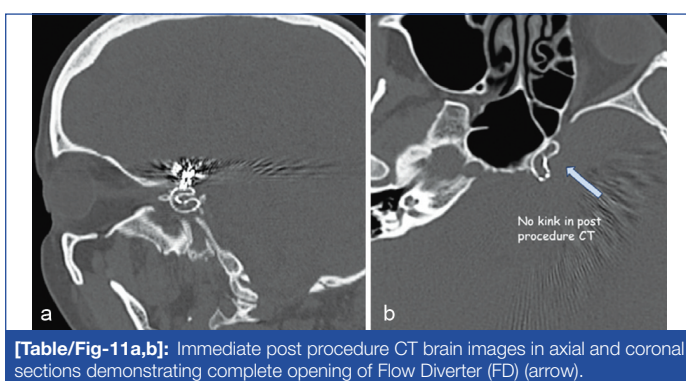 a
b
No kink in post
procedure CT
[Table/Fig-11a,b]: Immediate post procedure CT brain images in axial and coronal
sections demonstrating complete opening of Flow Diverter (FD) (arrow).